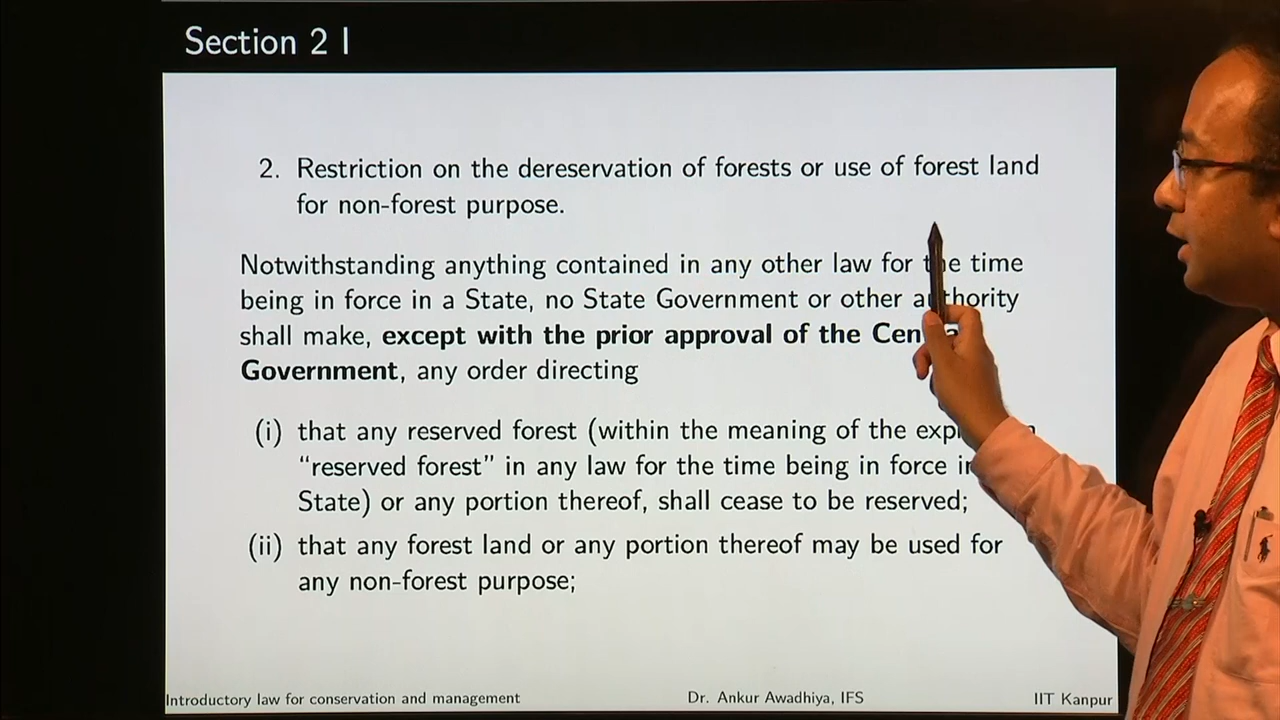 Section 2 I
2. Restriction on the dereservation of forests or use of forest land
for non-forest purpose.
Notwithstanding anything contained in any other law for the time
being in force in a State, no State Government or other authority
shall make, except with the prior approval of the Central
Government, any order directing
(i) that any reserved forest (within the meaning of the
“reserved forest” in any law for the time being in force in
State) or any portion thereof, shall cease to be reserved;
(ii) that any forest land or any portion thereof may be used for
any non-forest purpose;
Introductory law for conservation and management Dr. Ankur Awadhiya, IFS IIT Kanpur